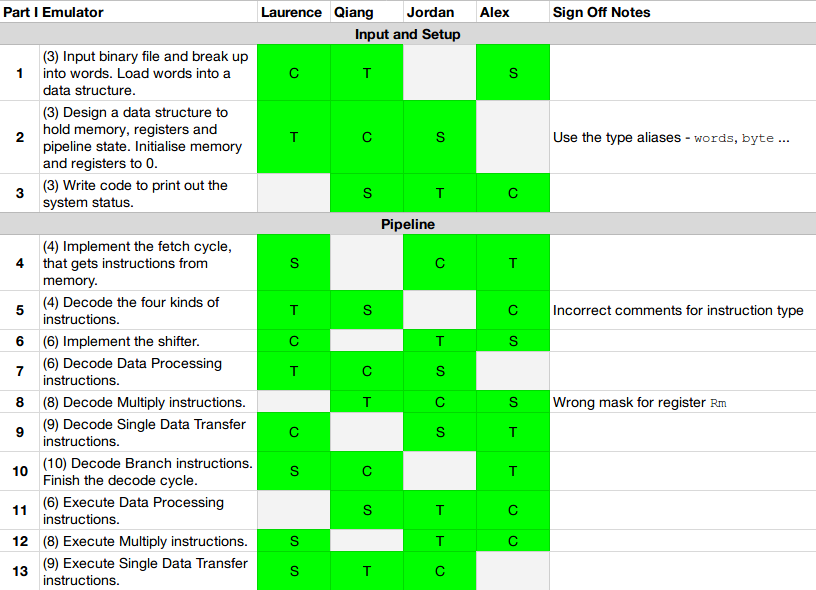 Part I Emulator Laurence Qiang Jordan Alex Sign Off Notes
Input and Setup
1 (3) Input binary file and break up
into words. Load words into a
data structure. C T S
2 (3) Design a data structure to
hold memory, registers and
pipeline state. Initialise memory
and registers to 0. T C S Use the type aliases - words, byte ...
3 (3) Write code to print out the
system status. S T C
Pipeline
4 (4) Implement the fetch cycle,
that gets instructions from
memory. S C T
5 (4) Decode the four kinds of
instructions. T S C Incorrect comments for instruction type
6 (6) Implement the shifter. C T S
7 (6) Decode Data Processing
instructions. T C S
8 (8) Decode Multiply instructions. T C S Wrong mask for register Rm
9 (9) Decode Single Data Transfer
instructions. C S T
10 (10) Decode Branch instructions.
Finish the decode cycle. S C T
11 (6) Execute Data Processing
instructions. S T C
12 (8) Execute Multiply instructions. S T C
13 (9) Execute Single Data Transfer
instructions. S T C